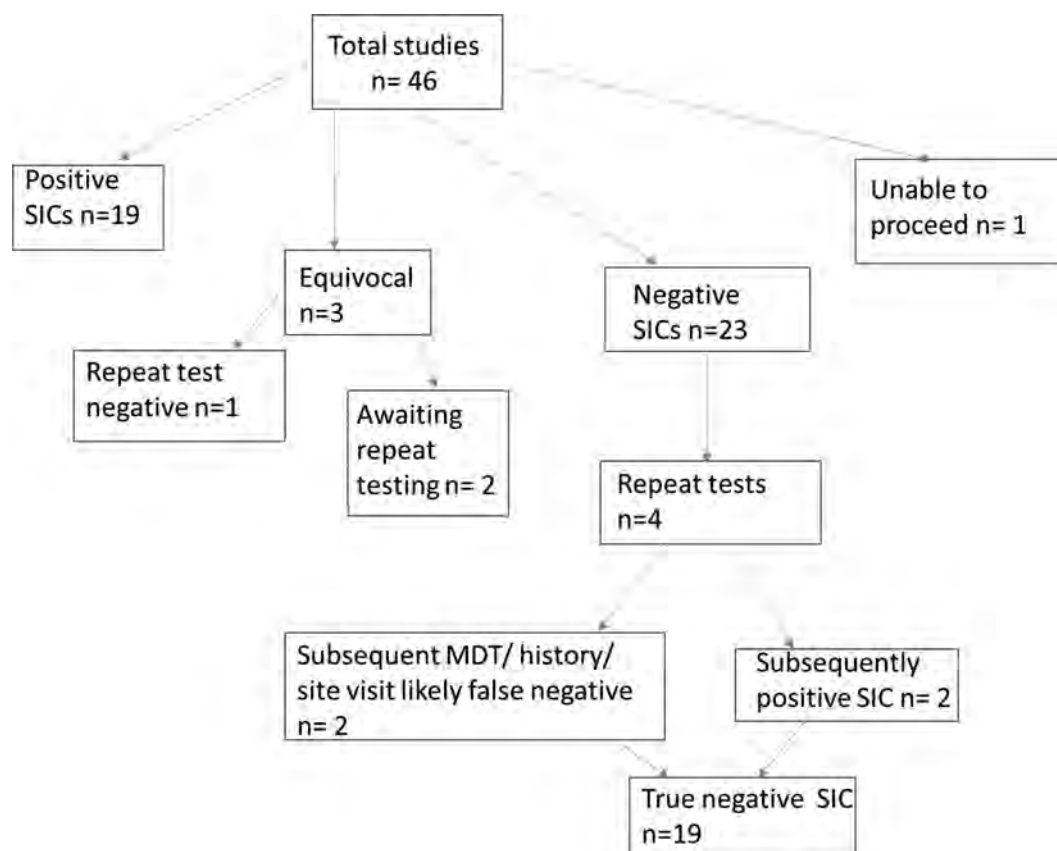 Total studies
n= 46
Positive
SICs n=19
Unable to
proceed n= 1
Equivocal
n=3
Negative
SICs n=23
Repeat test
negative n=1
Awaiting
repeat
testing n= 2
Repeat tests
n=4
Subsequent MDT/ history/
site visit likely false negative
n= 2
Subsequently
positive SIC n= 2
True negative SIC
n=19